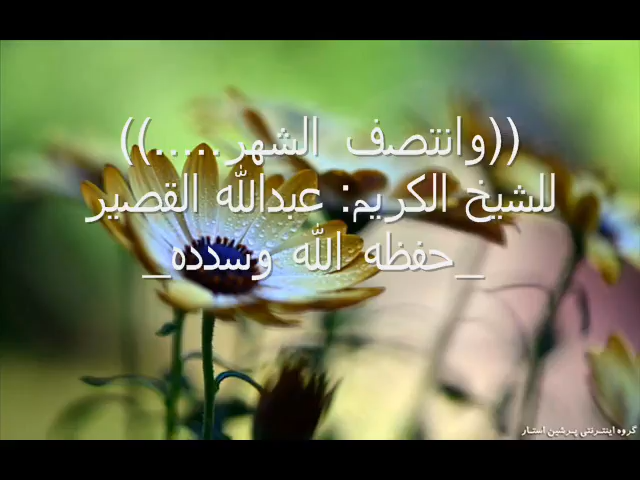 ((وانتصف الشهر.....))
للشيخ الكريم: عبدالله القصير
_حفظه الله وسدده_
گروه اینترنتی پرشین استار